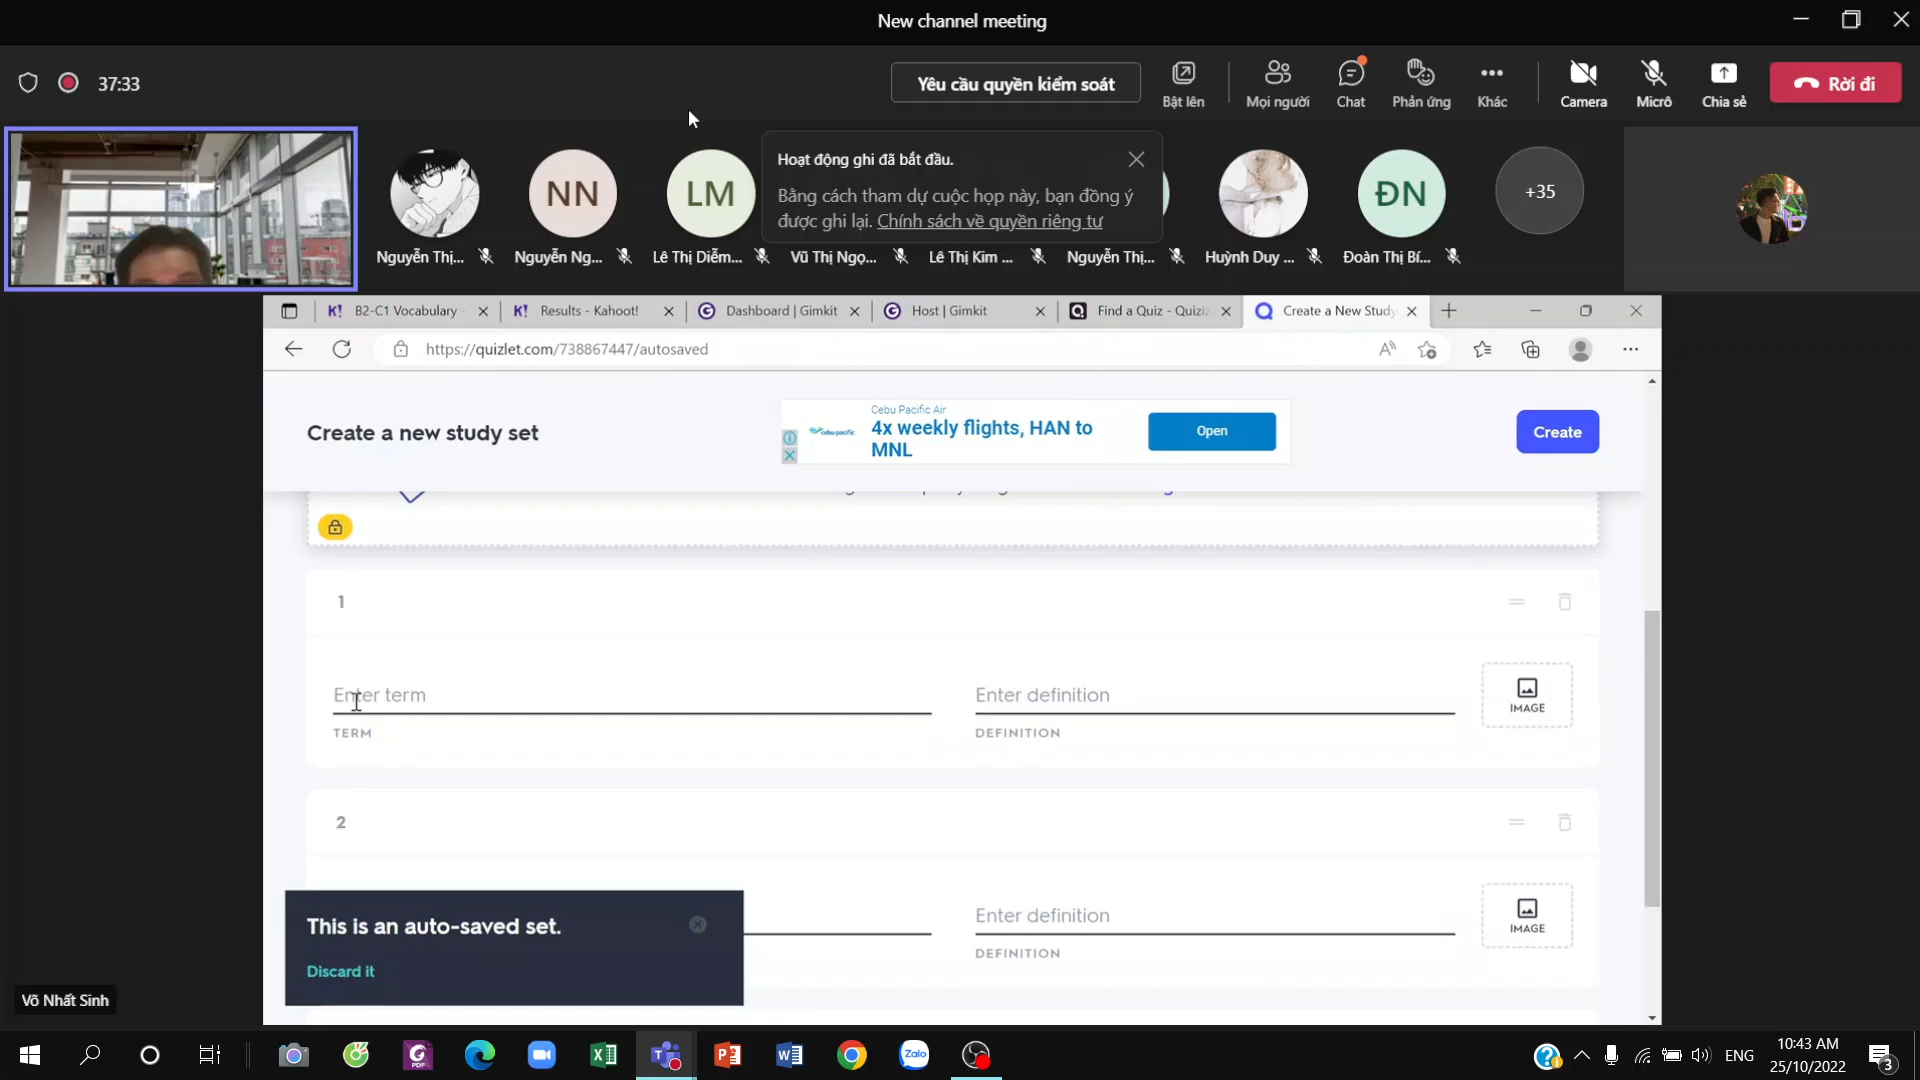 New channel meeting
37:33
Yêu cầu quyền kiểm soát
Bật lên
Mọi người
Chat
Phản ứng
Khác
Camera
Micrô
Chia sẻ
Rời đi
NN
LM
ĐN
+35
Hoạt động ghi đã bắt đầu.
Bằng cách tham dự cuộc họp này, bạn đồng ý
được ghi lại. Chính sách về quyền riêng tư
Nguyễn Thị...
Nguyễn Ng...
Lê Thị Diễm...
Vũ Thị Ngọ...
Lê Thị Kim ...
Nguyễn Thị...
Huỳnh Duy ...
Đoàn Thị Bí...
K! B2-C1 Vocabulary
K! Results - Kahoot!
Dashboard | Gimkit
Host | Gimkit
Find a Quiz - Quiziz
Create a New Study
https://quizlet.com/738867447/autosaved
Create a new study set
Cebu Pacific Air
4x weekly flights, HAN to
MNL
cebu pacific
Open
Create
1
Enter term
TERM
Enter definition
DEFINITION
IMAGE
2
Enter definition
DEFINITION
IMAGE
This is an auto-saved set.
Discard it
Võ Nhất Sinh
PDF
Zalo
ENG
10:43 AM
25/10/2022
3